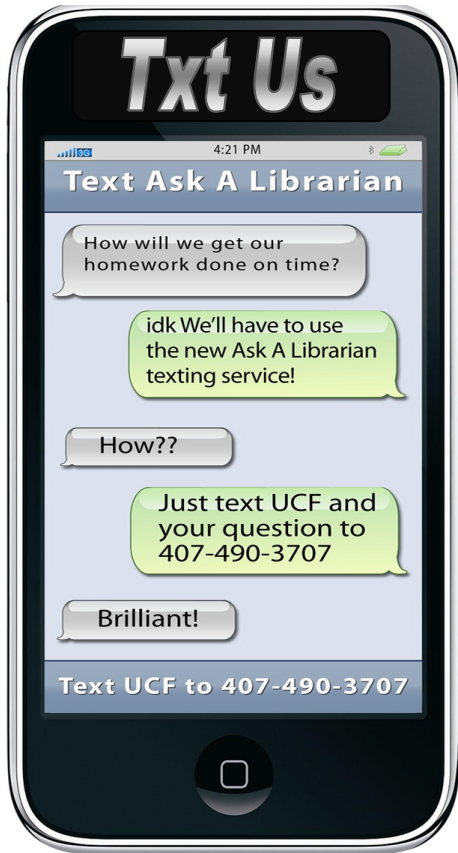 Txt Us
3G 4:21 PM
Text Ask A Librarian
How will we get our
homework done on time?
idk We'll have to use
the new Ask A Librarian
texting service!
How??
Just text UCF and
your question to
407-490-3707
Brilliant!
Text UCF to 407-490-3707